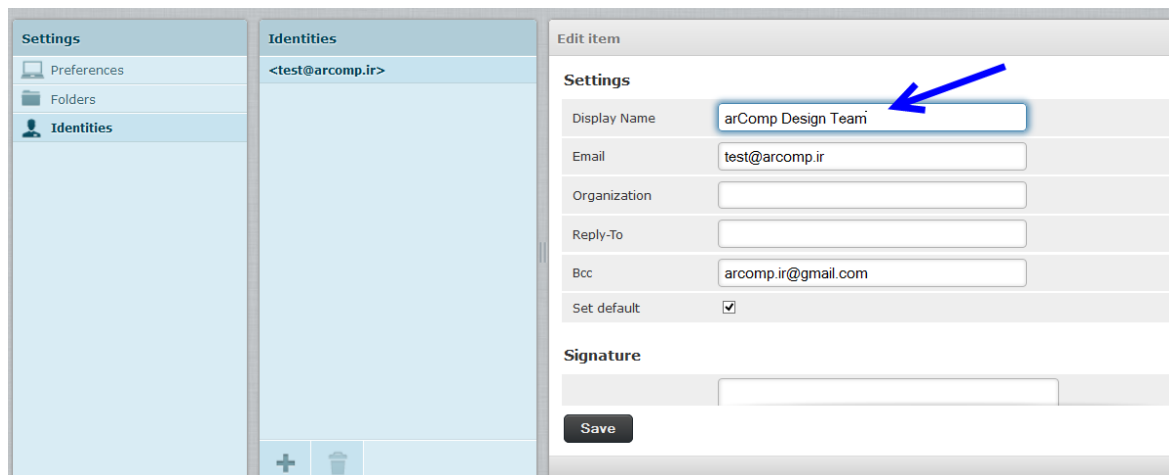 Settings
Preferences
Folders
Identities
Identities
<test@arcomp.ir>
Edit item
Settings
Display Name arComp Design Team
Email test@arcomp.ir
Organization
Reply-To
Bcc arcomp.ir@gmail.com
Set default
Signature
Save